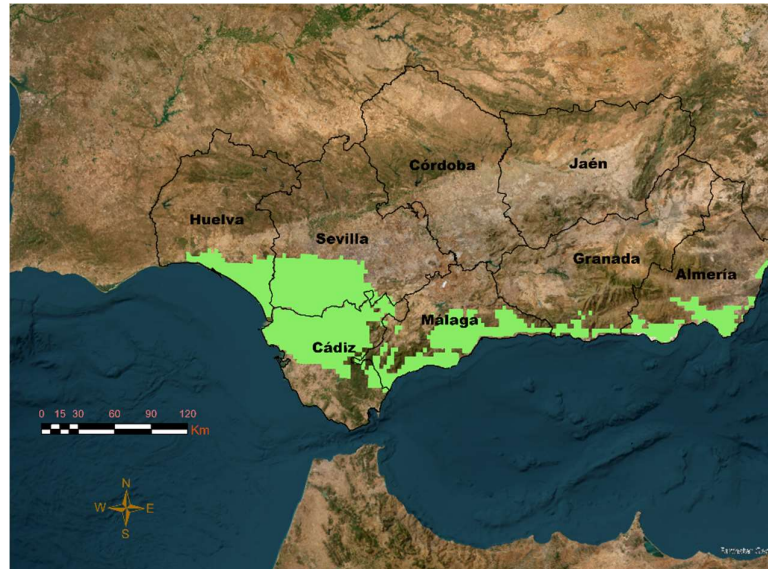 Córdoba
Jaén
Huelva
Sevilla
Granada
Almería
Málaga
Cádiz
0 15 30 60 90 120
Km
N
W E
S